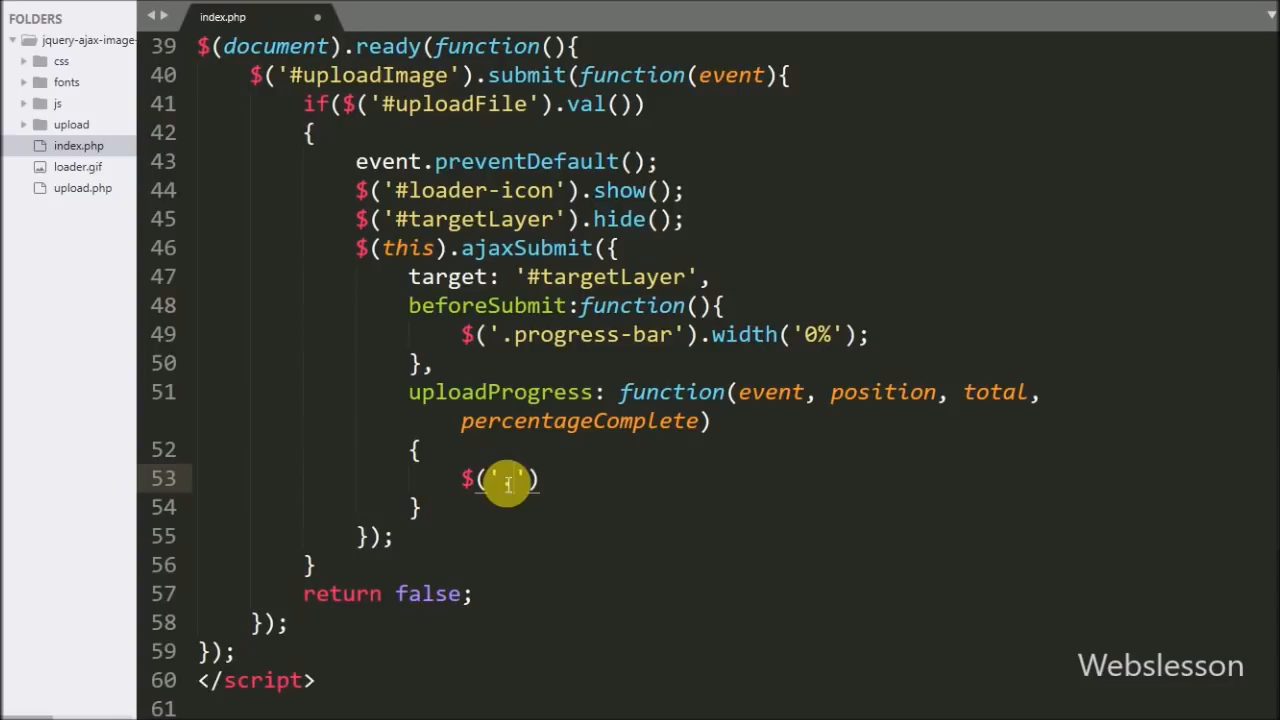 FOLDERS
jquery-ajax-image-
css
fonts
js
upload
index.php
loader.gif
upload.php
index.php
39 $(document).ready(function(){
40 $('#uploadImage').submit(function(event){
41 if($('#uploadFile').val())
42 {
43 event.preventDefault();
44 $('#loader-icon').show();
45 $('#targetLayer').hide();
46 $(this).ajaxSubmit({
47 target: '#targetLayer',
48 beforeSubmit:function(){
49 $('.progress-bar').width('0%');
50 },
51 uploadProgress: function(event, position, total,
percentageComplete)
52 {
53 $('.')
54 }
55 });
56 }
57 return false;
58 });
59 });
60 </script>
61
Webslesson